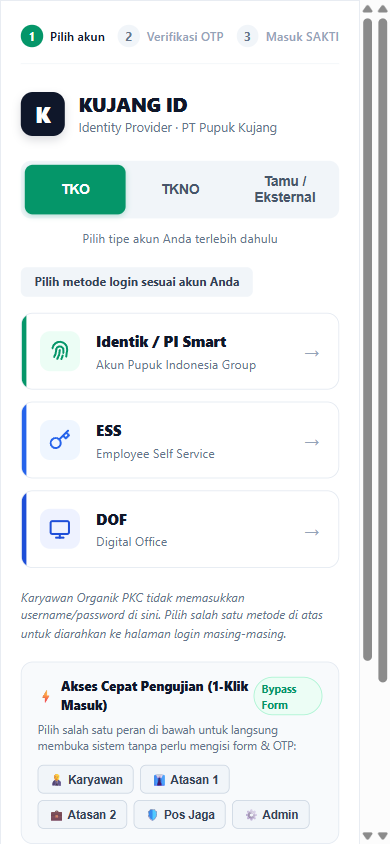 1 Pilih akun 2 Verifikasi OTP 3 Masuk SAKTI
K
KUJANG ID
Identity Provider · PT Pupuk Kujang
TKO
TKNO
Tamu /
Eksternal
Pilih tipe akun Anda terlebih dahulu
Pilih metode login sesuai akun Anda
Identik / PI Smart
Akun Pupuk Indonesia Group
→
ESS
Employee Self Service
→
DOF
Digital Office
→
Karyawan Organik PKC tidak memasukkan
username/password di sini. Pilih salah satu metode di atas
untuk diarahkan ke halaman login masing-masing.
Akses Cepat Pengujian (1-Klik
Masuk)
Bypass
Form
Pilih salah satu peran di bawah untuk langsung
membuka sistem tanpa perlu mengisi form & OTP:
Karyawan Atasan 1
Atasan 2 Pos Jaga Admin